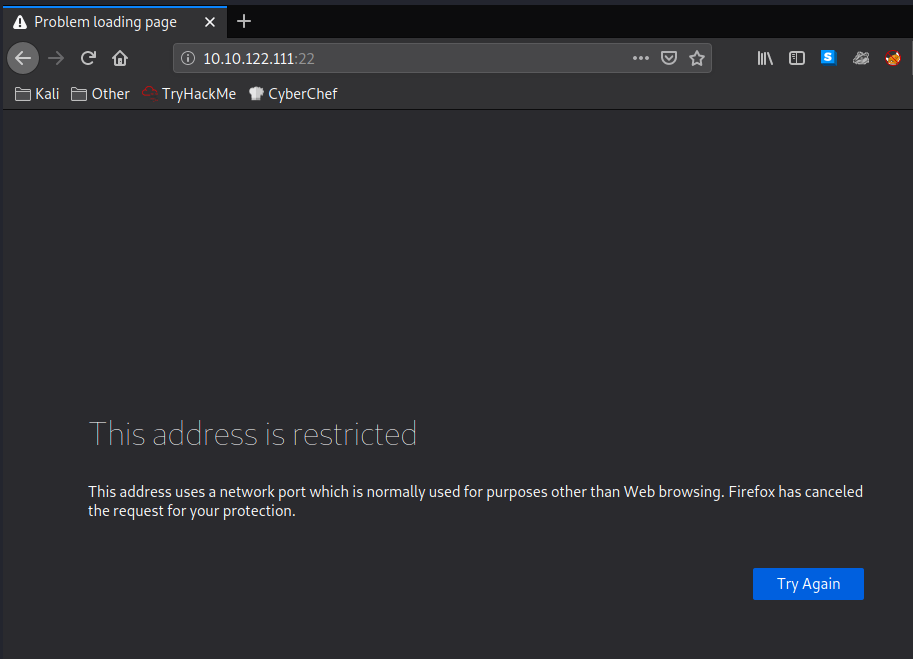 Problem loading page
10.10.122.111:22
Kali Other TryHackMe CyberChef
This address is restricted
This address uses a network port which is normally used for purposes other than Web browsing. Firefox has canceled
the request for your protection.
Try Again